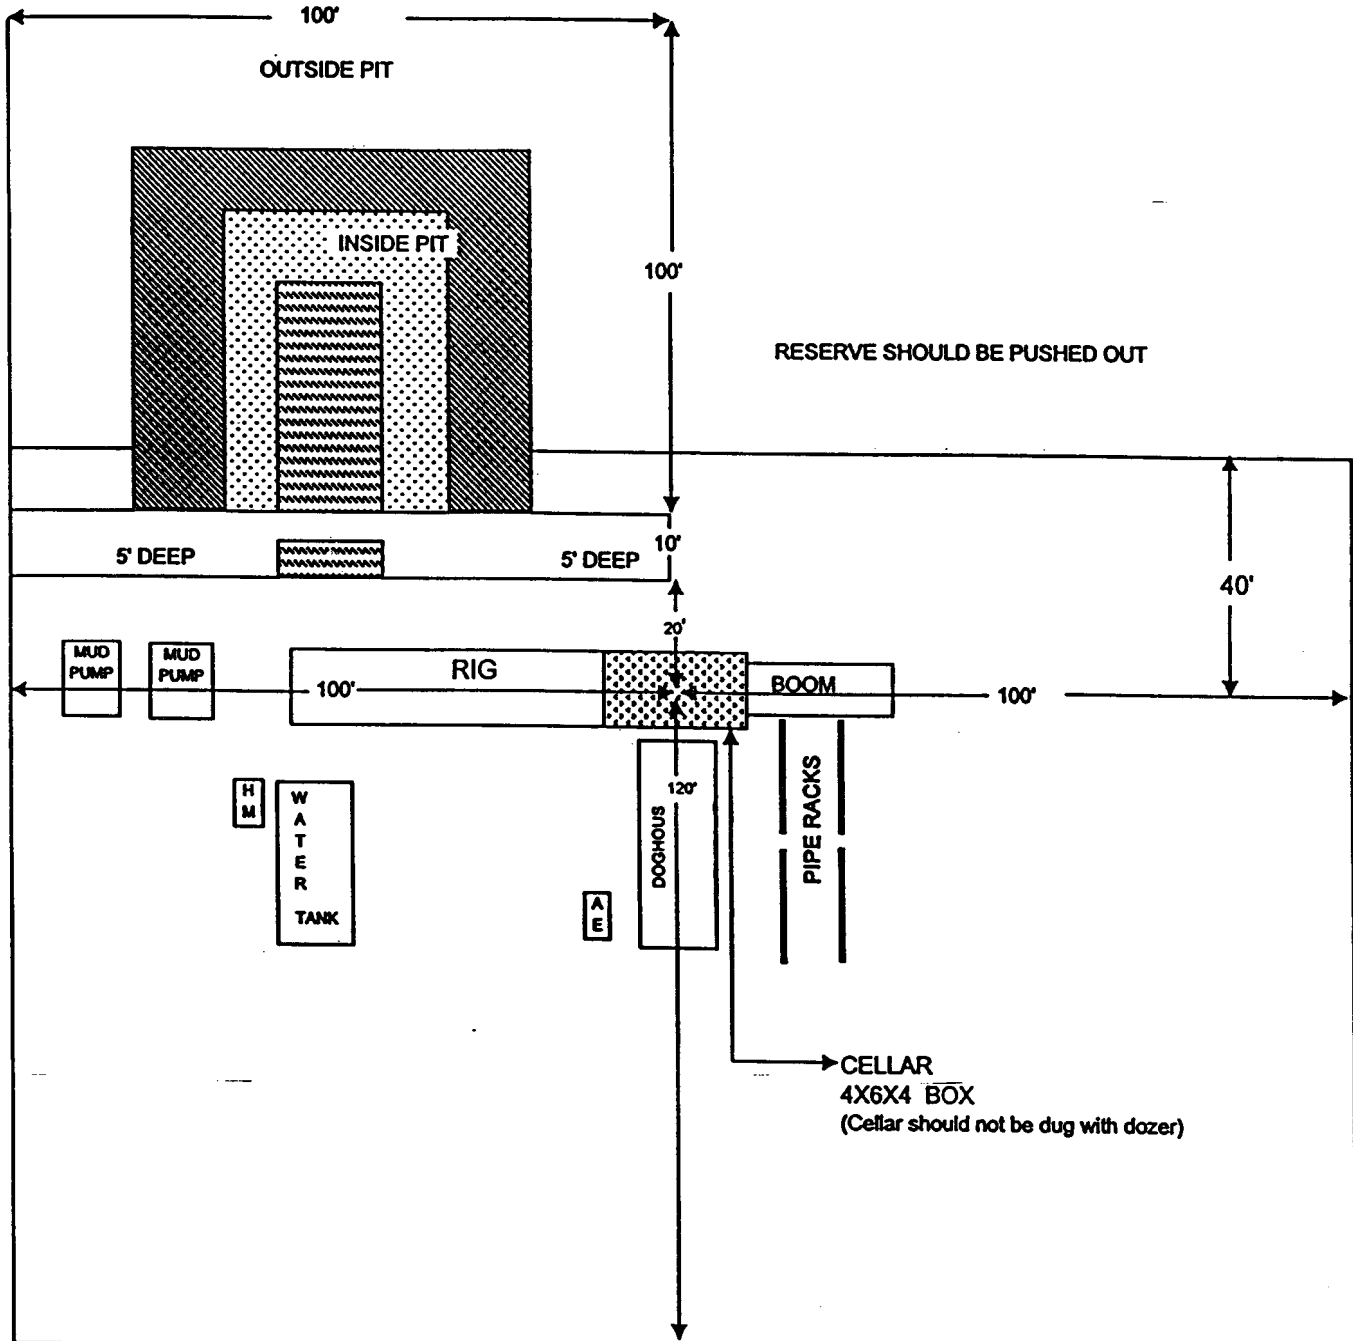 100'
OUTSIDE PIT
INSIDE PIT
100'
RESERVE SHOULD BE PUSHED OUT
10'
5' DEEP
5' DEEP
40'
20'
MUD
PUMP
MUD
PUMP
RIG
100'
BOOM
100'
H
M
W
A
T
E
R
TANK
120'
DOGHOUS
PIPE RACKS
A
E
CELLAR
4X6X4 BOX
(Cellar should not be dug with dozer)